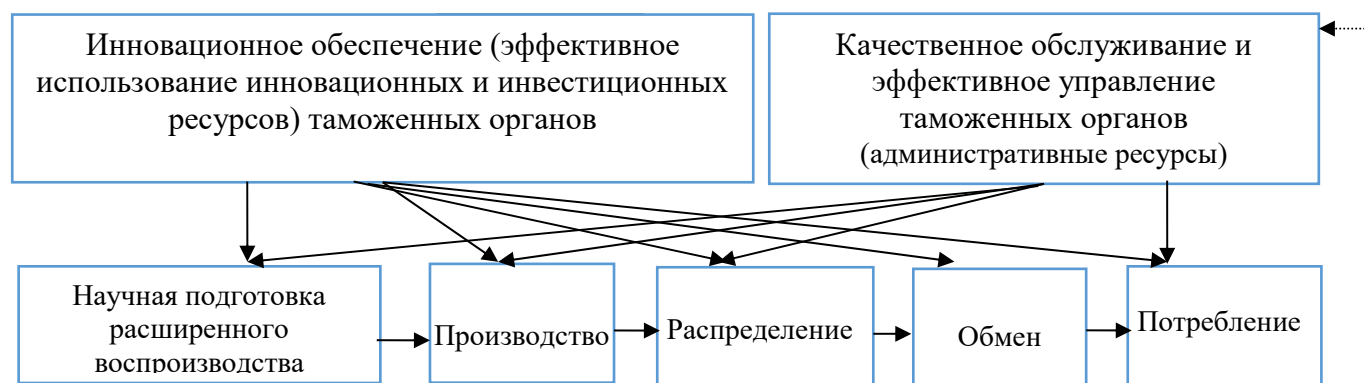 Инновационное обеспечение (эффективное
использование инновационных и инвестиционных
ресурсов) таможенных органов
Качественное обслуживание и
эффективное управление
таможенных органов
(административные ресурсы)
Научная подготовка
расширенного
воспроизводства
Производство
Распределение
Обмен
Потребление